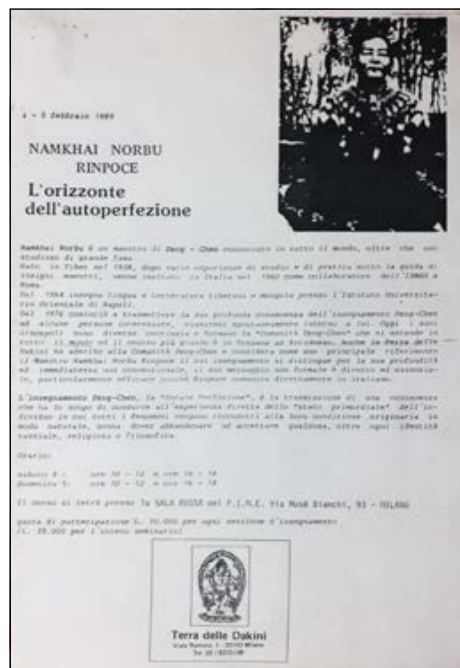 4 - 5 febbraio 1989
NAMKHAI NORBU
RINPOCE
L'orizzonte
dell'autoperfezione
Namkhai Norbu è un maestro di Dzog - Chen conosciuto in tutto il mondo, oltre che uno
studioso di grande fama.
Nato in Tibet nel 1938, dopo varie esperienze di studio e di pratica sotto la guida di
maestri, venne invitato in Italia nel 1960 come collaboratore dell'ISMEO a
Roma.
Dal 1964 insegna lingua e letteratura tibetana e mongola presso l'Istituto Universita-
rio Orientale di Napoli.
Dal 1976 cominciò a trasmettere la sua profonda conoscenza dell'insegnamento Dzog-Chen
ad alcune persone interessate, riunitesi spontaneamente intorno a lui. Oggi i suoi
discepoli sono diverse centinaia e formano la "Comunità Dzog-Chen" che si estende in
tutto il mondo ed il centro più grande è in Toscana ad Arcidosso. Anche la Terra delle
Dakini ha aderito alla Comunità Dzog-Chen e considera come suo principale riferimento
il Maestro Namkhai Norbu Rinpoce il cui insegnamento si distingue per la sua profondità
ed immediatezza non convenzionale, il suo messaggio non formale è diretto ed essenzia-
le, particolarmente efficace poiché Rinpoce comunica direttamente in italiano.
L'insegnamento Dzog-Chen, la "Totale Perfezione", è la trasmissione di una conoscenza
che ha lo scopo di condurre all'esperienza diretta dello "stato primordiale" dell'in-
dividuo in cui tutti i fenomeni vengono ricondotti alla loro condizione originaria in
modo naturale, senza dover abbandonare od accettare qualcosa, oltre ogni identità
religiosa e filosofica.
Orario:
sabato 4 : ore 10 - 12 e ore 16 - 18
domenica 5: ore 10 - 12 e ore 16 - 18
Il corso si terrà presso la SALA ROSSA del P.I.M.E. Via Mosé Bianchi, 93 - MILANO
quota di partecipazione L. 10.000 per ogni sessione d'insegnamento
(L. 35.000 per l'intero seminario)
Terra delle Dakini
20143 Milano